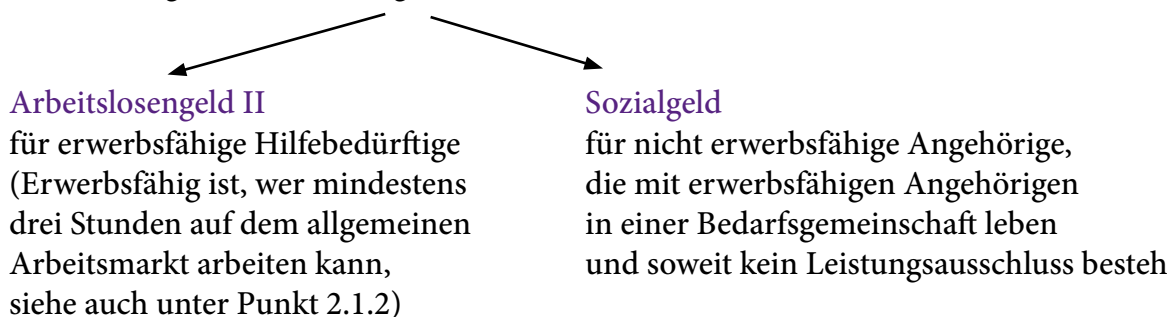 Arbeitslosengeld II
für erwerbsfähige Hilfebedürftige
(Erwerbsfähig ist, wer mindestens
drei Stunden auf dem allgemeinen
Arbeitsmarkt arbeiten kann,
siehe auch unter Punkt 2.1.2)
Sozialgeld
für nicht erwerbsfähige Angehörige,
die mit erwerbsfähigen Angehörigen
in einer Bedarfsgemeinschaft leben
und soweit kein Leistungsausschluss besteh